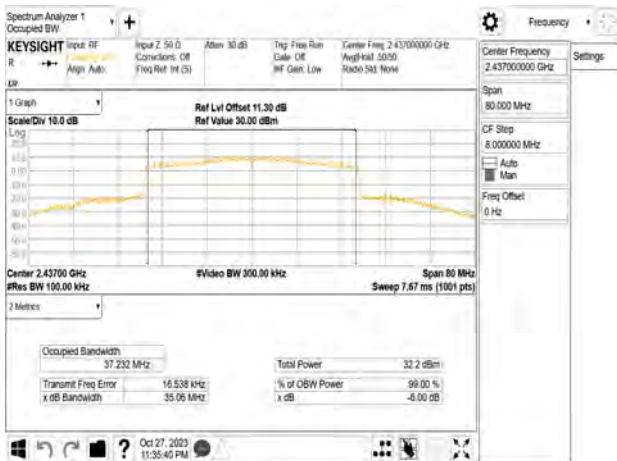 Spectrum Analyzer 1
Occupied BW
+
Frequency
KEYSIGHT
R
Input: RF
Align: Auto
Input Z: 50 Ω
Corrections: Off
Freq Ref: Int (S)
Atten: 30 dB
Trig: Free Run
Gate: Off
#IF Gain: Low
Center Freq: 2.437000000 GHz
Avg|Hold: 50/50
Radio Std: None
Center Frequency
2.437000000 GHz
Settings
Span
80.000 MHz
CF Step
8.000000 MHz
Auto
Man
Freq Offset
0 Hz
1 Graph
Scale/Div 10.0 dB
Log
Ref Lvl Offset 11.30 dB
Ref Value 30.00 dBm
Center 2.43700 GHz
#Res BW 100.00 kHz
#Video BW 300.00 kHz
Span 80 MHz
Sweep 7.67 ms (1001 pts)
2 Metrics
Occupied Bandwidth
37.232 MHz
Total Power
32.2 dBm
Transmit Freq Error
16.538 kHz
% of OBW Power
99.00 %
x dB Bandwidth
35.06 MHz
x dB
-6.00 dB
?
Oct 27, 2023
11:35:40 PM